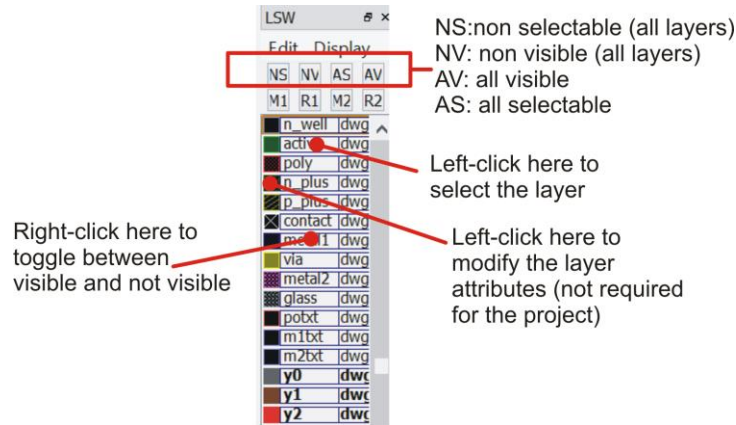 LSW
NS:non selectable (all layers)
NV: non visible (all layers)
AV: all visible
AS: all selectable
Edit Display
NS NV AS AV
M1 R1 M2 R2
n_well dwg
dwg
poly dwg
n_plus dwg
p_plus dwg
contact dwg
dwg
via dwg
metal2 dwg
glass dwg
potxt dwg
m1txt dwg
m2txt dwg
y0 dwg
y1 dwg
y2 dwg
Left-click here to
select the layer
Left-click here to
modify the layer
attributes (not required
for the project)
Right-click here to
toggle between
visible and not visible